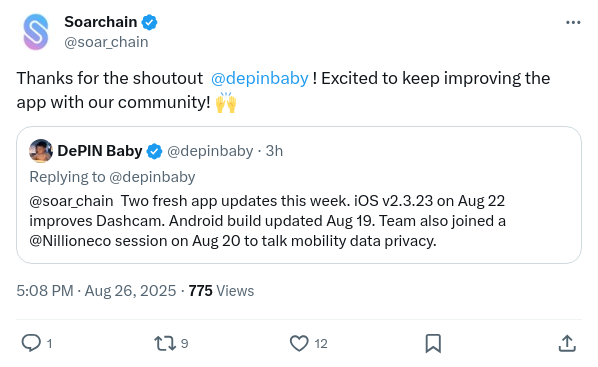 Soarchain
@soar_chain
Thanks for the shoutout @depinbaby ! Excited to keep improving the
app with our community! 🙌
DePIN Baby @depinbaby · 3h
Replying to @depinbaby
@soar_chain Two fresh app updates this week. iOS v2.3.23 on Aug 22
improves Dashcam. Android build updated Aug 19. Team also joined a
@Nillioneco session on Aug 20 to talk mobility data privacy.
5:08 PM · Aug 26, 2025 · 775 Views
1 9 12